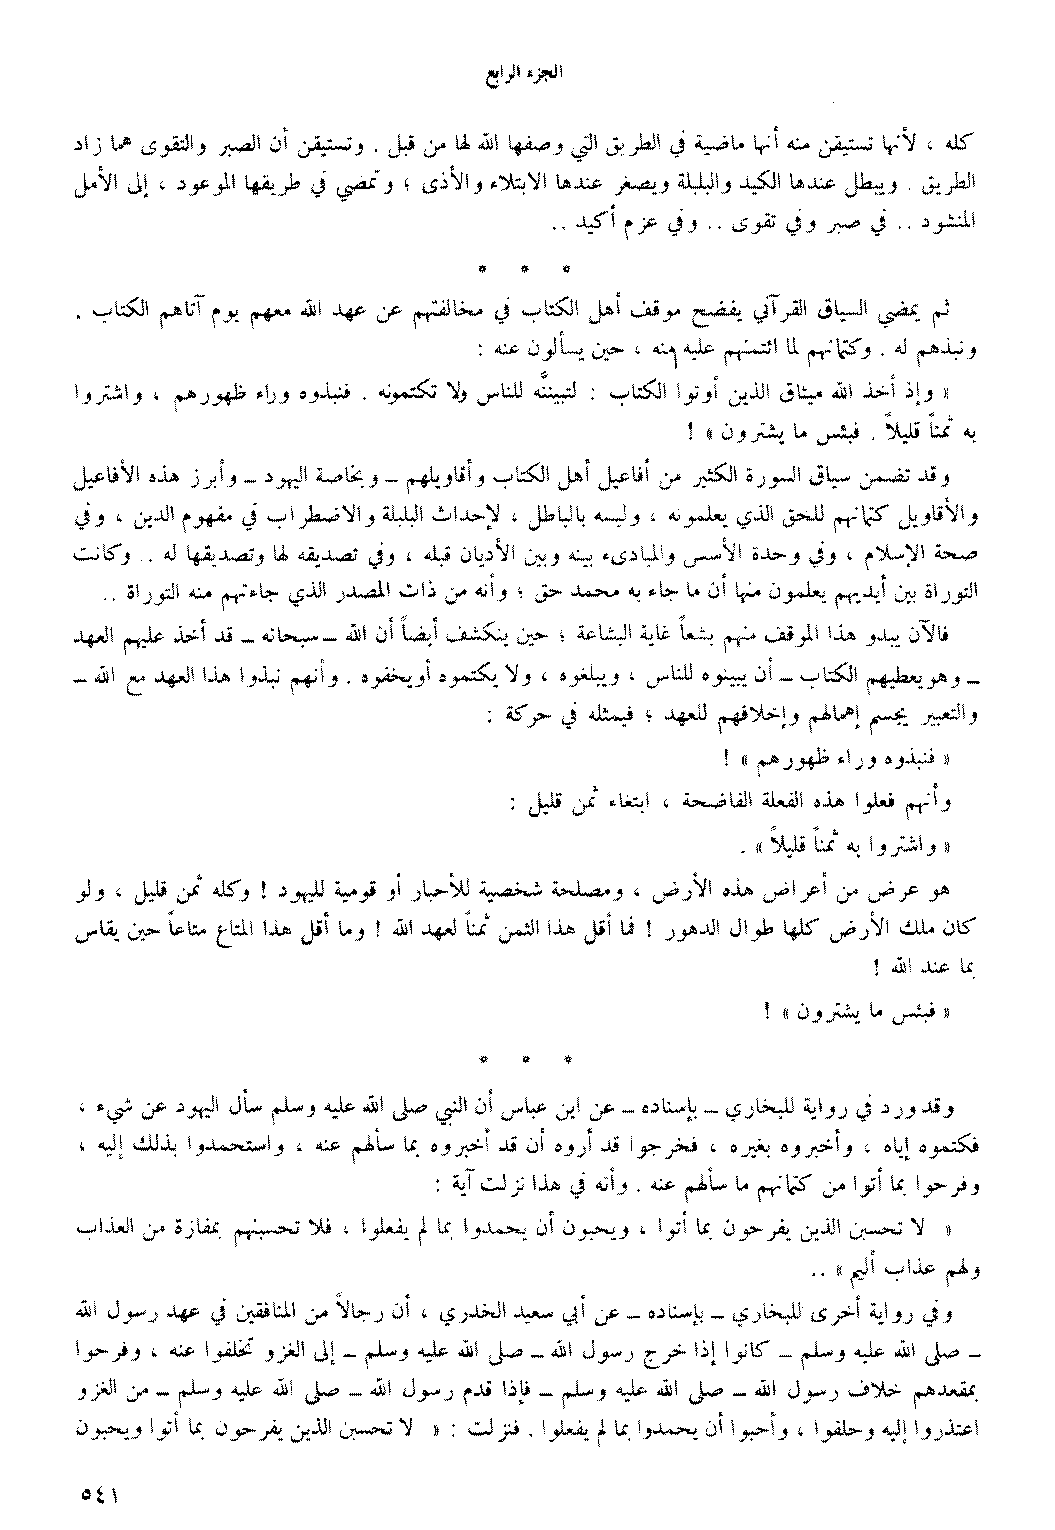 الجزء الرابع
كله ، لأنها تستيقن منه أنها ماضية في الطريق التي وصفها الله لها من قبل . وتستيقن أن الصبر والتقوى هما زاد
الطريق . ويبطل عندها الكيد والبلبلة ويصغر عندها الابتلاء والأذى ؛ وتمضي في طريقها الموعود ، إلى الأمل
المنشود .. في صبر وفي تقوى .. وفي عزم أكيد ..
* * *
ثم يمضي السياق القرآني يفضح موقف أهل الكتاب في مخالفتهم عن عهد الله معهم يوم آتاهم الكتاب .
ونبذهم له . وكتمانهم لما ائتمنهم عليه منه ، حين يسألون عنه :
« وإذ أخذ الله ميثاق الذين أوتوا الكتاب : لتبيننَّه للناس ولا تكتمونه . فنبذوه وراء ظهورهم ، واشتروا
به ثمناً قليلاً . فبئس ما يشترون » !
وقد تضمن سياق السورة الكثير من أفاعيل أهل الكتاب وأقاويلهم – وبخاصة اليهود – وأبرز هذه الأفاعيل
والأقاويل كتمانهم للحق الذي يعلمونه ، ولبسه بالباطل ، لإحداث البلبلة والاضطراب في مفهوم الدين ، وفي
صحة الإسلام ، وفي وحدة الأسس والمبادىء بينه وبين الأديان قبله ، وفي تصديقه لها وتصديقها له .. وكانت
التوراة بين أيديهم يعلمون منها أن ما جاء به محمد حق ؛ وأنه من ذات المصدر الذي جاءتهم منه التوراة ..
فالآن يبدو هذا الموقف منهم بشعاً غاية البشاعة ؛ حين ينكشف أيضاً أن الله – سبحانه – قد أخذ عليهم العهد
– وهو يعطيهم الكتاب – أن يبينوه للناس ، ويبلغوه ، ولا يكتموه أو يخفوه . وأنهم نبذوا هذا العهد مع الله –
والتعبير يجسم إهمالهم وإخلافهم للعهد ؛ فيمثله في حركة :
« فنبذوه وراء ظهورهم » !
وأنهم فعلوا هذه الفعلة الفاضحة ، ابتغاء ثمن قليل :
« واشتروا به ثمناً قليلاً » .
هو عرض من أعراض هذه الأرض ، ومصلحة شخصية للأحبار أو قومية لليهود ! وكله ثمن قليل ، ولو
كان ملك الأرض كلها طوال الدهور ! فما أقل هذا الثمن ثمناً لعهد الله ! وما أقل هذا المتاع متاعاً حين يقاس
بما عند الله !
« فبئس ما يشترون » !
* * *
وقد ورد في رواية للبخاري – بإسناده – عن ابن عباس أن النبي صلى الله عليه وسلم سأل اليهود عن شيء ،
فكتموه إياه ، وأخبروه بغيره ، فخرجوا قد أروه أن قد أخبروه بما سألهم عنه ، واستحمدوا بذلك إليه ،
وفرحوا بما أتوا من كتمانهم ما سألهم عنه . وأنه في هذا نزلت آية :
« لا تحسبن الذين يفرحون بما أتوا ، ويحبون أن يحمدوا بما لم يفعلوا ، فلا تحسبنهم بمفازة من العذاب
ولهم عذاب أليم » ..
وفي رواية أخرى للبخاري – بإسناده – عن أبي سعيد الخدري ، أن رجالاً من المنافقين في عهد رسول الله
– صلى الله عليه وسلم – كانوا إذا خرج رسول الله – صلى الله عليه وسلم – إلى الغزو تخلفوا عنه ، وفرحوا
بمقعدهم خلاف رسول الله – صلى الله عليه وسلم – فإذا قدم رسول الله – صلى الله عليه وسلم – من الغزو
اعتذروا إليه وحلفوا ، وأحبوا أن يحمدوا بما لم يفعلوا . فنزلت : « لا تحسبن الذين يفرحون بما أتوا ويحبون
٥٤١